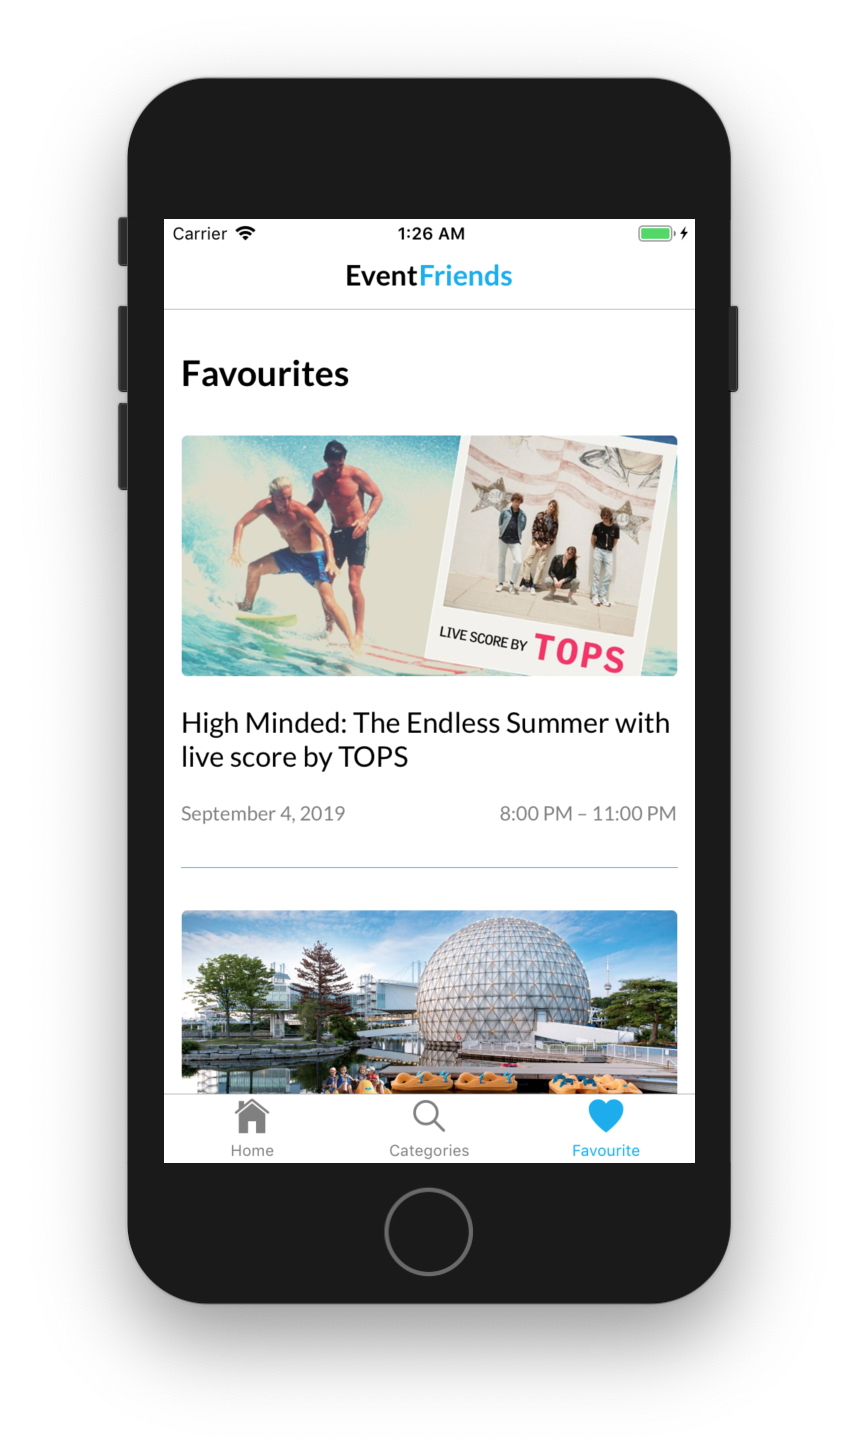 Carrier 1:26 AM
EventFriends
Favourites
LIVE SCORE BY TOPS
High Minded: The Endless Summer with
live score by TOPS
September 4, 2019 8:00 PM – 11:00 PM
Home Categories Favourite